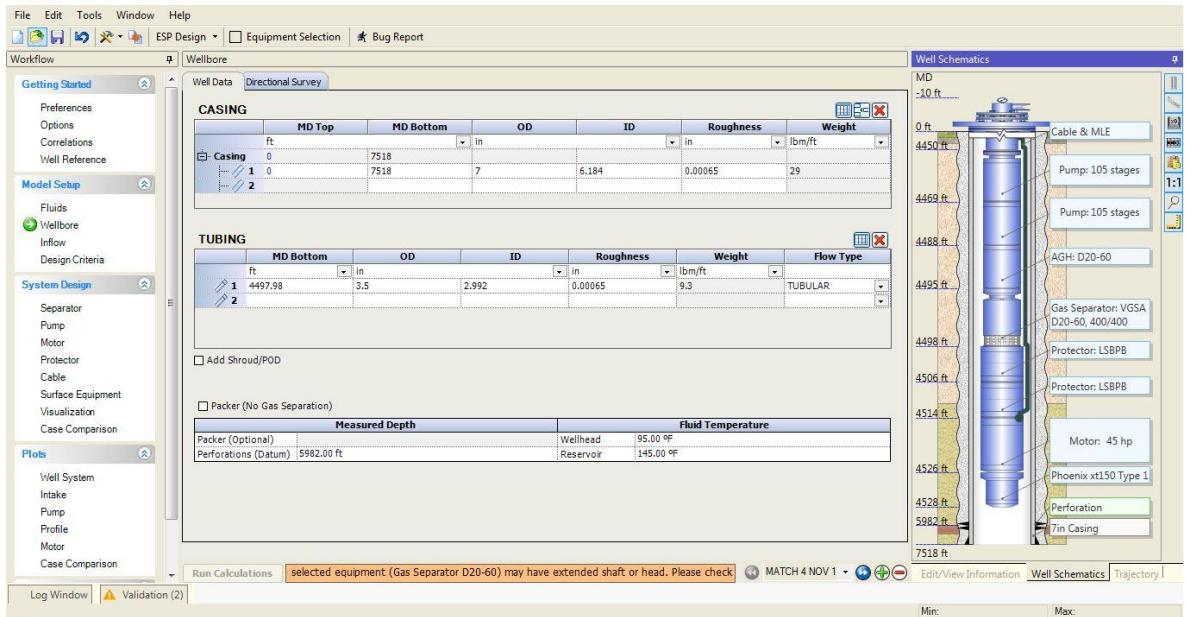 File Edit Tools Window Help
ESP Design Equipment Selection Bug Report
Workflow
Getting Started
Preferences
Options
Correlations
Well Reference
Model Setup
Fluids
Wellbore
Inflow
Design Criteria
System Design
Separator
Pump
Motor
Protector
Cable
Surface Equipment
Visualization
Case Comparison
Plots
Well System
Intake
Pump
Profile
Motor
Case Comparison
Wellbore
Well Data Directional Survey
CASING
MD Top MD Bottom OD ID Roughness Weight
ft in in lbm/ft
Casing 0 7518
1 0 7518 7 6.184 0.00065 29
2
TUBING
MD Bottom OD ID Roughness Weight Flow Type
ft in in lbm/ft
1 4497.98 3.5 2.992 0.00065 9.3 TUBULAR
2
Add Shroud/POD
Packer (No Gas Separation)
Measured Depth Fluid Temperature
Packer (Optional) Wellhead 95.00 ºF
Perforations (Datum) 5982.00 ft Reservoir 145.00 ºF
Run Calculations selected equipment (Gas Separator D20-60) may have extended shaft or head. Please check MATCH 4 NOV 1
Well Schematics
MD
-10 ft
0 ft
4450 ft
4469 ft
4488 ft
4495 ft
4498 ft
4506 ft
4514 ft
4526 ft
4528 ft
5982 ft
7518 ft
Cable & MLE
Pump: 105 stages
Pump: 105 stages
AGH: D20-60
Gas Separator: VGSA
D20-60, 400/400
Protector: LSBPB
Protector: LSBPB
Motor: 45 hp
Phoenix xt150 Type 1
Perforation
7in Casing
1:1
Edit/View Information Well Schematics Trajectory
Log Window Validation (2)
Min: Max: